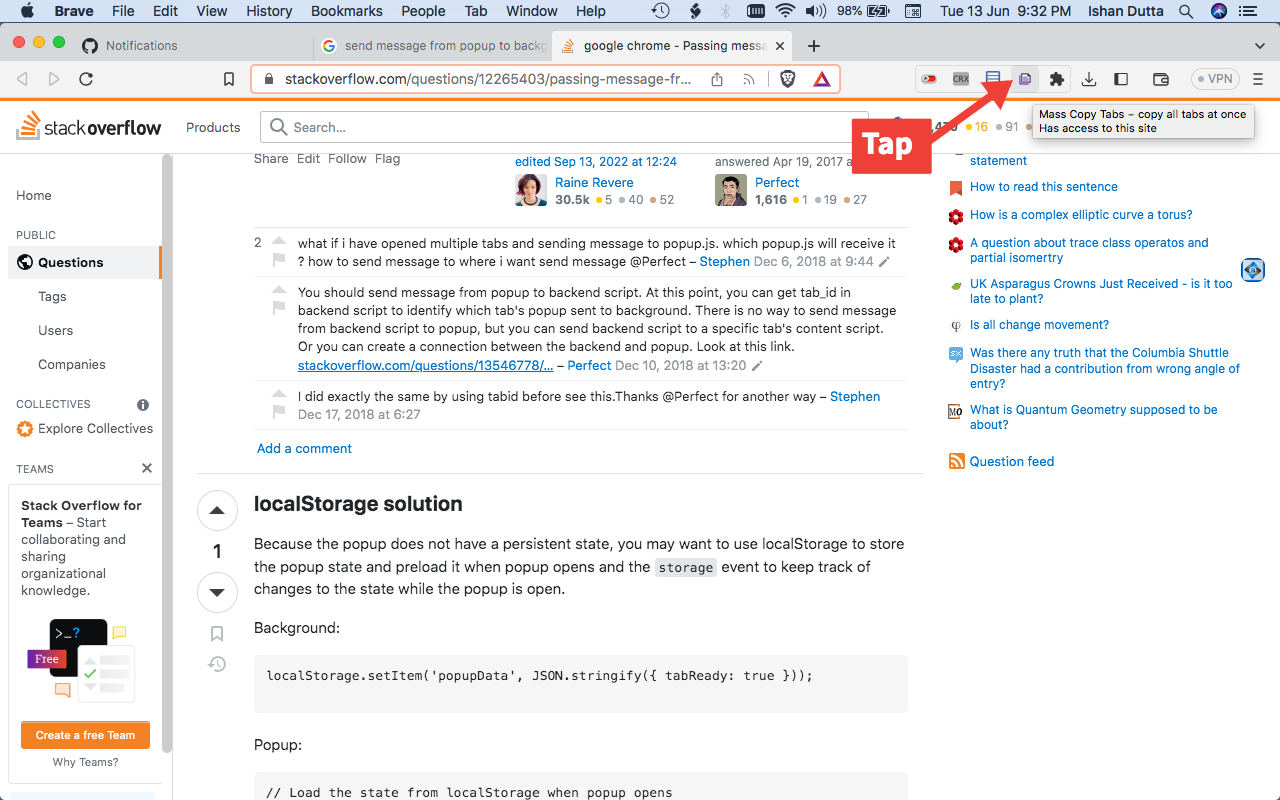 Brave File Edit View History Bookmarks People Tab Window Help 98% Tue 13 Jun 9:32 PM Ishan Dutta
Notifications
send message from popup to backg
google chrome - Passing messa
stackoverflow.com/questions/12265403/passing-message-fr...
CRX
VPN
Mass Copy Tabs – copy all tabs at once
Has access to this site
Tap
stackoverflow
Products
Search...
16 91
Home
PUBLIC
Questions
Tags
Users
Companies
COLLECTIVES
Explore Collectives
TEAMS
Stack Overflow for
Teams – Start
collaborating and
sharing
organizational
knowledge.
>_?
Free
Create a free Team
Why Teams?
Share Edit Follow Flag
edited Sep 13, 2022 at 12:24
Raine Revere
30.5k 5 40 52
answered Apr 19, 2017 a
Perfect
1,616 1 19 27
2
what if i have opened multiple tabs and sending message to popup.js. which popup.js will receive it
? how to send message to where i want send message @Perfect – Stephen Dec 6, 2018 at 9:44
You should send message from popup to backend script. At this point, you can get tab_id in
backend script to identify which tab's popup sent to background. There is no way to send message
from backend script to popup, but you can send backend script to a specific tab's content script.
Or you can create a connection between the backend and popup. Look at this link.
stackoverflow.com/questions/13546778/... – Perfect Dec 10, 2018 at 13:20
I did exactly the same by using tabid before see this.Thanks @Perfect for another way – Stephen
Dec 17, 2018 at 6:27
Add a comment
1
localStorage solution
Because the popup does not have a persistent state, you may want to use localStorage to store
the popup state and preload it when popup opens and the storage event to keep track of
changes to the state while the popup is open.
Background:
localStorage.setItem('popupData', JSON.stringify({ tabReady: true }));
Popup:
// Load the state from localStorage when popup opens
statement
How to read this sentence
How is a complex elliptic curve a torus?
A question about trace class operatos and
partial isomertry
UK Asparagus Crowns Just Received - is it too
late to plant?
φ
Is all change movement?
Was there any truth that the Columbia Shuttle
Disaster had a contribution from wrong angle of
entry?
MO
What is Quantum Geometry supposed to be
about?
Question feed